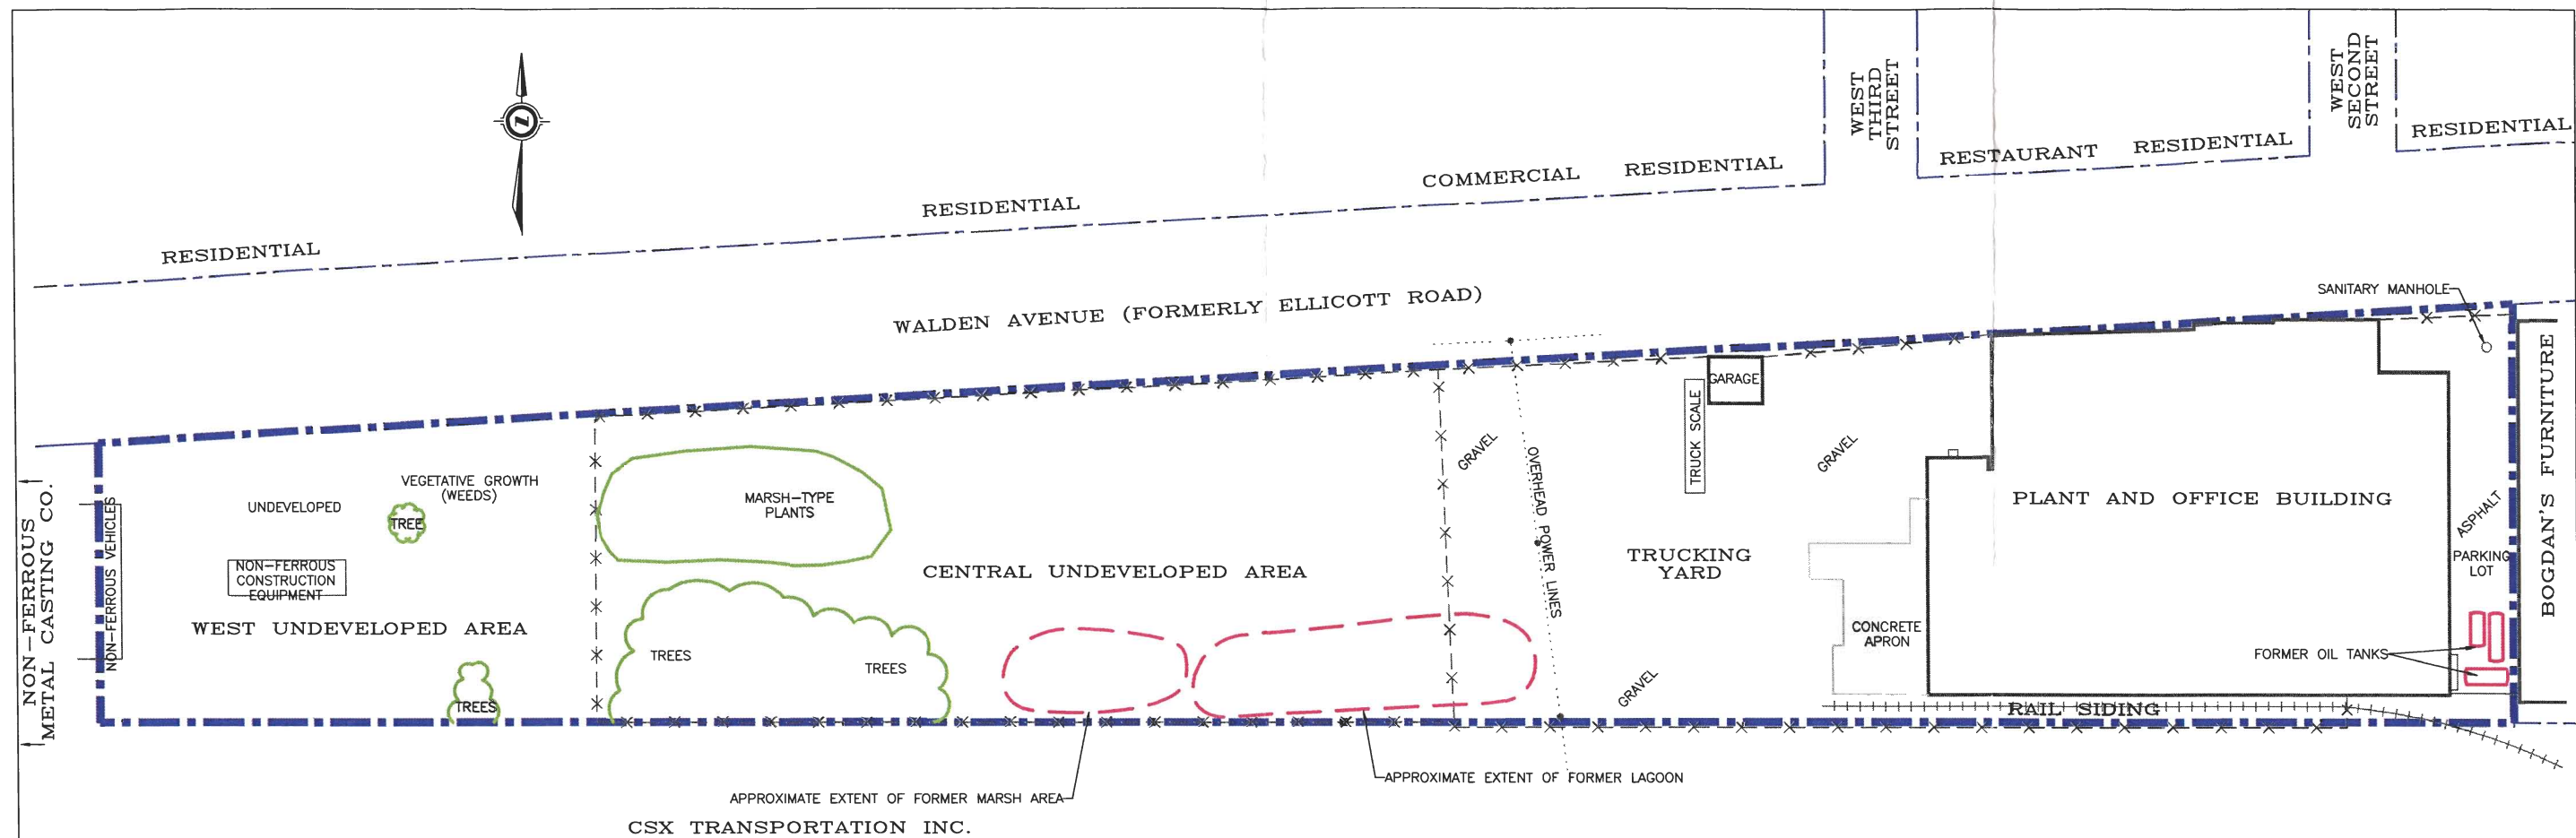 WEST
THIRD
STREET
WEST
SECOND
STREET
RESIDENTIAL
RESTAURANT
RESIDENTIAL
COMMERCIAL
RESIDENTIAL
RESIDENTIAL
RESIDENTIAL
N
WALDEN AVENUE (FORMERLY ELLICOTT ROAD)
SANITARY MANHOLE
NON-FERROUS
METAL CASTING CO.
NON-FERROUS VEHICLES
UNDEVELOPED
VEGETATIVE GROWTH
(WEEDS)
TREE
NON-FERROUS
CONSTRUCTION
EQUIPMENT
WEST UNDEVELOPED AREA
TREES
MARSH-TYPE
PLANTS
TREES
TREES
CENTRAL UNDEVELOPED AREA
GRAVEL
OVERHEAD POWER LINES
TRUCK SCALE
GARAGE
GRAVEL
TRUCKING
YARD
GRAVEL
CONCRETE
APRON
PLANT AND OFFICE BUILDING
ASPHALT
PARKING
LOT
FORMER OIL TANKS
BOGDAN'S FURNITURE
RAIL SIDING
APPROXIMATE EXTENT OF FORMER LAGOON
APPROXIMATE EXTENT OF FORMER MARSH AREA
CSX TRANSPORTATION INC.